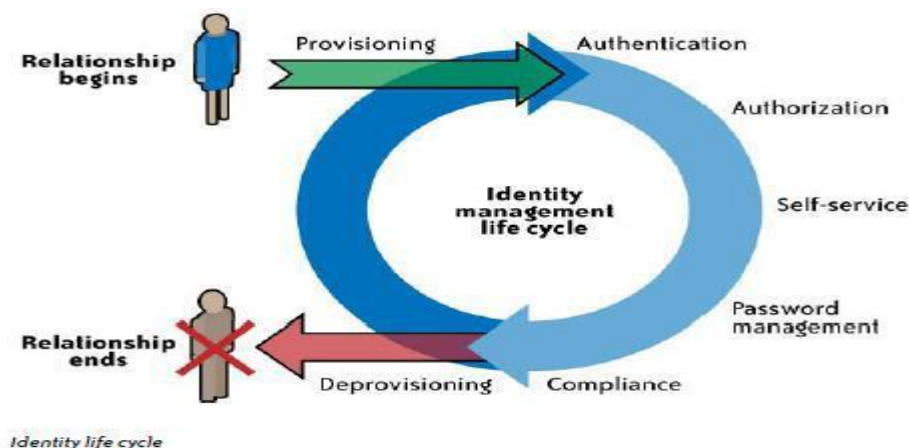 Provisioning
Authentication
Relationship
begins
Authorization
Identity
management
life cycle
Self-service
Password
management
Relationship
ends
Deprovisioning
Compliance
Identity life cycle